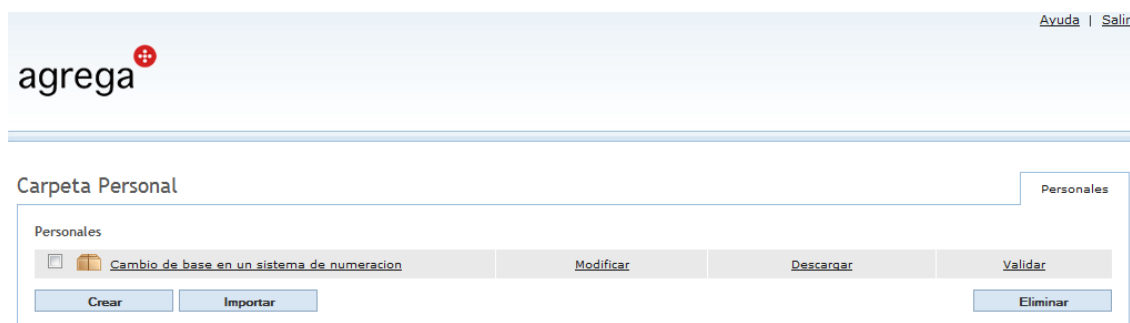 Ayuda | Salir
agrega
Carpeta Personal
Personales
Personales
Cambio de base en un sistema de numeracion Modificar Descargar Validar
Crear Importar Eliminar